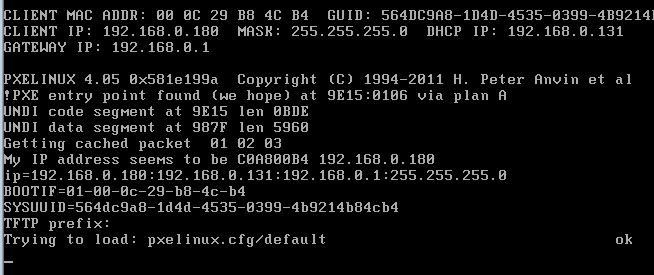 CLIENT MAC ADDR: 00 0C 29 B8 4C B4  GUID: 564DC9A8-1D4D-4535-0399-4B9214
CLIENT IP: 192.168.0.180  MASK: 255.255.255.0  DHCP IP: 192.168.0.131
GATEWAY IP: 192.168.0.1
PXELINUX 4.05 0x581e199a  Copyright (C) 1994-2011 H. Peter Anvin et al
!PXE entry point found (we hope) at 9E15:0106 via plan A
UNDI code segment at 9E15 len 0BDE
UNDI data segment at 987F len 5960
Getting cached packet  01 02 03
My IP address seems to be C0A800B4 192.168.0.180
ip=192.168.0.180:192.168.0.131:192.168.0.1:255.255.255.0
BOOTIF=01-00-0c-29-b8-4c-b4
SYSUUID=564dc9a8-1d4d-4535-0399-4b9214b84cb4
TFTP prefix:
Trying to load: pxelinux.cfg/default                                    ok